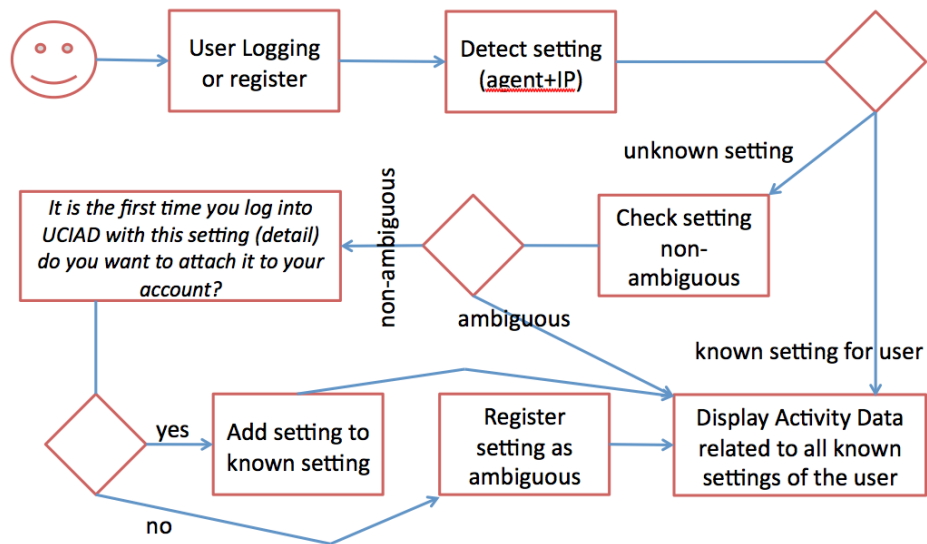 User Logging
or register
Detect setting
(agent+IP)
unknown setting
It is the first time you log into
UCIAD with this setting (detail)
do you want to attach it to your
account?
non-ambiguous
Check setting
non-
ambiguous
ambiguous
known setting for user
yes
Add setting to
known setting
Register
setting as
ambiguous
Display Activity Data
related to all known
settings of the user
no